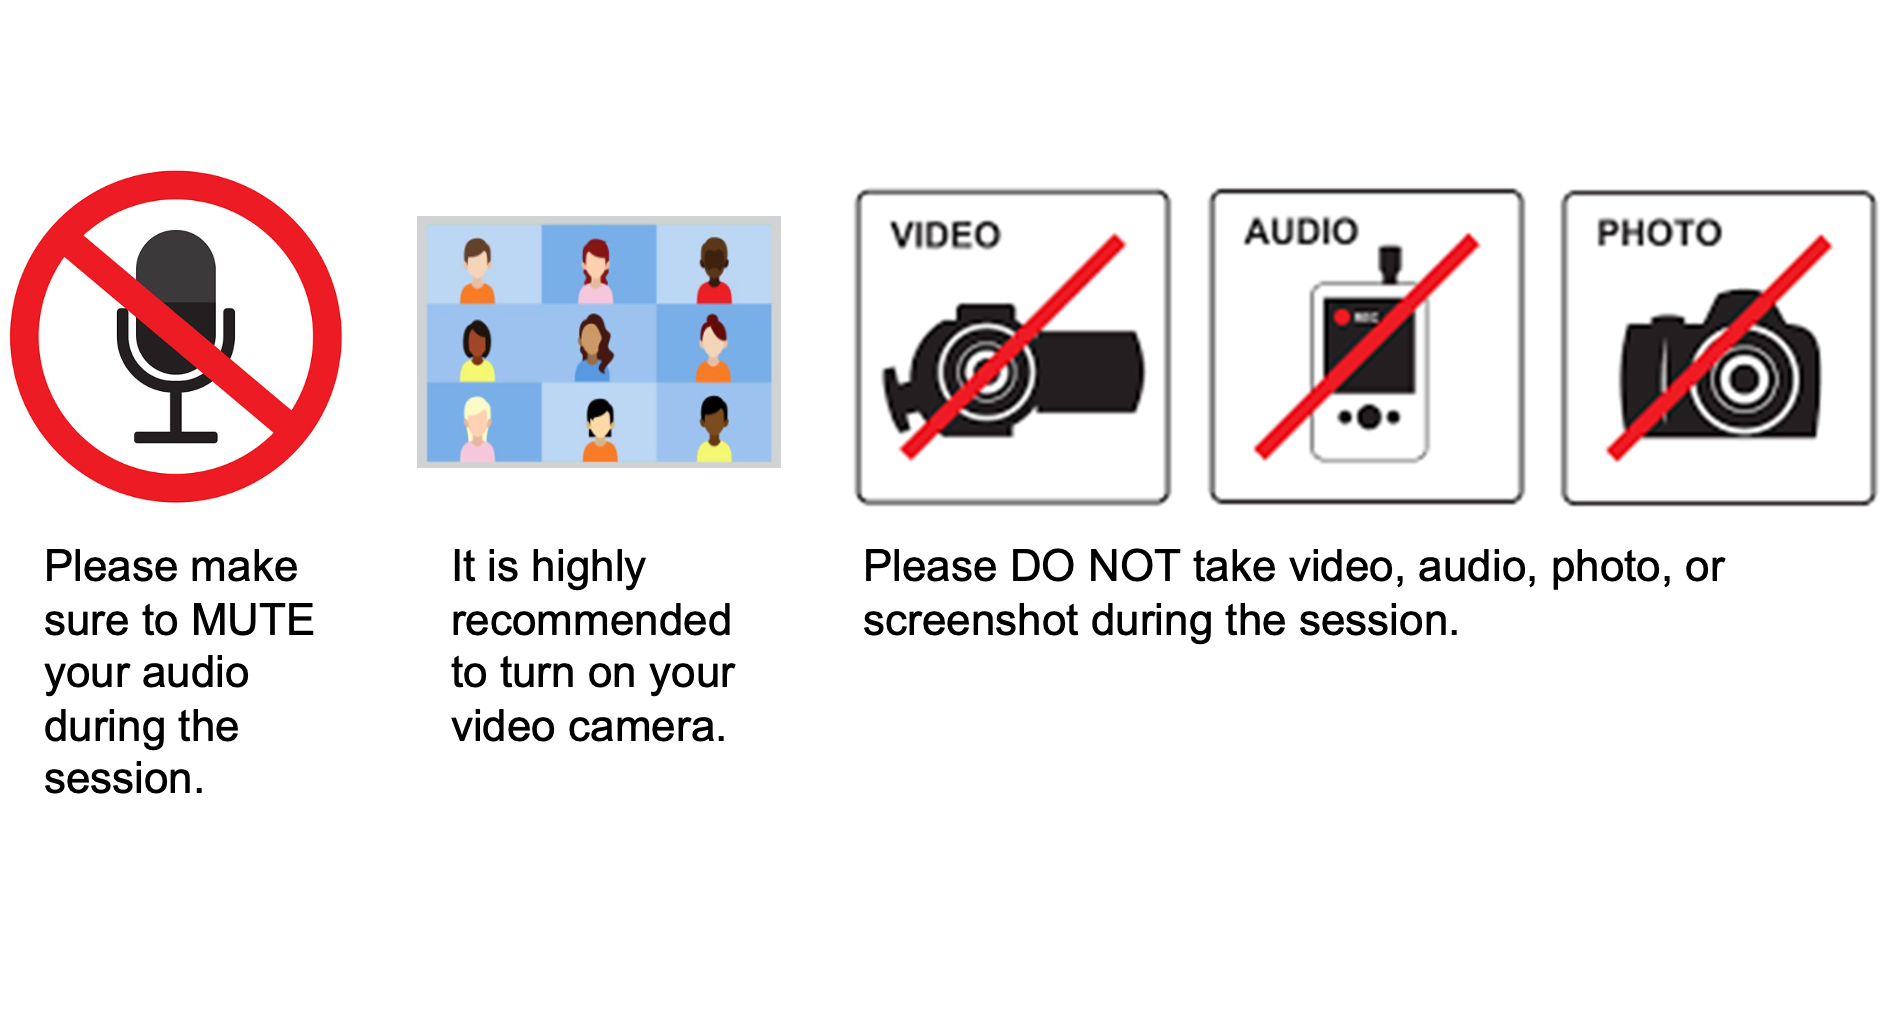 VIDEO
AUDIO
REC
PHOTO
Please make
sure to MUTE
your audio
during the
session.
It is highly
recommended
to turn on your
video camera.
Please DO NOT take video, audio, photo, or
screenshot during the session.